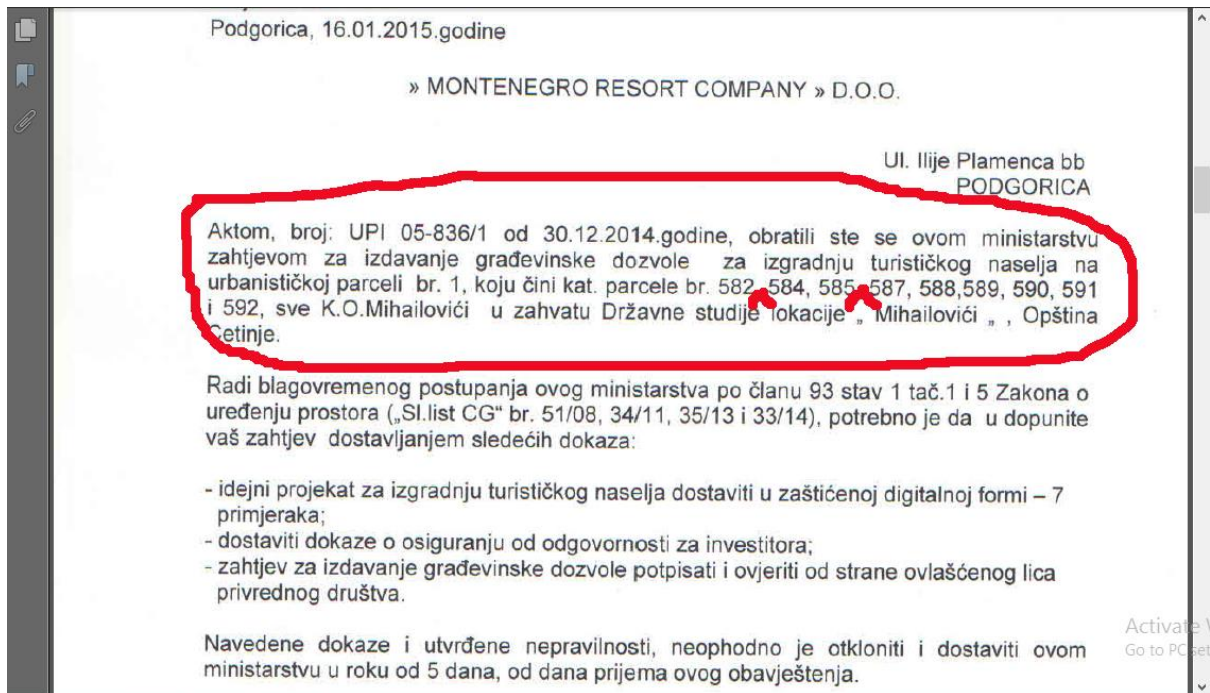 Podgorica, 16.01.2015.godine
» MONTENEGRO RESORT COMPANY » D.O.O.
Ul. Ilije Plamenca bb
PODGORICA
Aktom, broj: UPI 05-836/1 od 30.12.2014.godine, obratili ste se ovom ministarstvu
zahtjevom za izdavanje građevinske dozvole za izgradnju turističkog naselja na
urbanističkoj parceli br. 1, koju čini kat. parcele br. 582, 584, 585, 587, 588,589, 590, 591
i 592, sve K.O.Mihailovići u zahvatu Državne studije lokacije „ Mihailovići „ , Opština
Cetinje.
Radi blagovremenog postupanja ovog ministarstva po članu 93 stav 1 tač.1 i 5 Zakona o
uređenju prostora („Sl.list CG“ br. 51/08, 34/11, 35/13 i 33/14), potrebno je da u dopunite
vaš zahtjev dostavljanjem sledećih dokaza:
- idejni projekat za izgradnju turističkog naselja dostaviti u zaštićenoj digitalnoj formi – 7
primjeraka;
- dostaviti dokaze o osiguranju od odgovornosti za investitora;
- zahtjev za izdavanje građevinske dozvole potpisati i ovjeriti od strane ovlašćenog lica
privrednog društva.
Navedene dokaze i utvrđene nepravilnosti, neophodno je otkloniti i dostaviti ovom
ministarstvu u roku od 5 dana, od dana prijema ovog obavještenja.
Activate
Go to PC